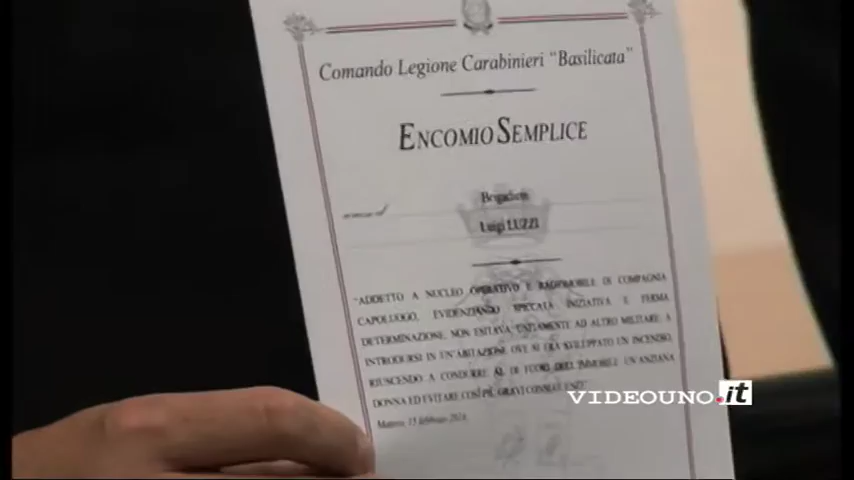 Comando Legione Carabinieri "Basilicata"
ENCOMIO SEMPLICE
Brigadiere
Luigi LUZZI
"ADDETTO A NUCLEO OPERATIVO E RADIOMOBILE DI COMPAGNIA
CAPOLUOGO, EVIDENZIANDO SPICCATA INIZIATIVA E FERMA
DETERMINAZIONE, NON ESITAVA, UNITAMENTE AD ALTRO MILITARE, A
INTRODURSI IN UN'ABITAZIONE OVE SI ERA SVILUPPATO UN INCENDIO,
RIUSCENDO A CONDURRE AL DI FUORI DELL'IMMOBILE UN'ANZIANA
DONNA ED EVITARE COSÌ PIÙ GRAVI CONSEGUENZE"
Matera, 15 febbraio
VIDEOUNO.it